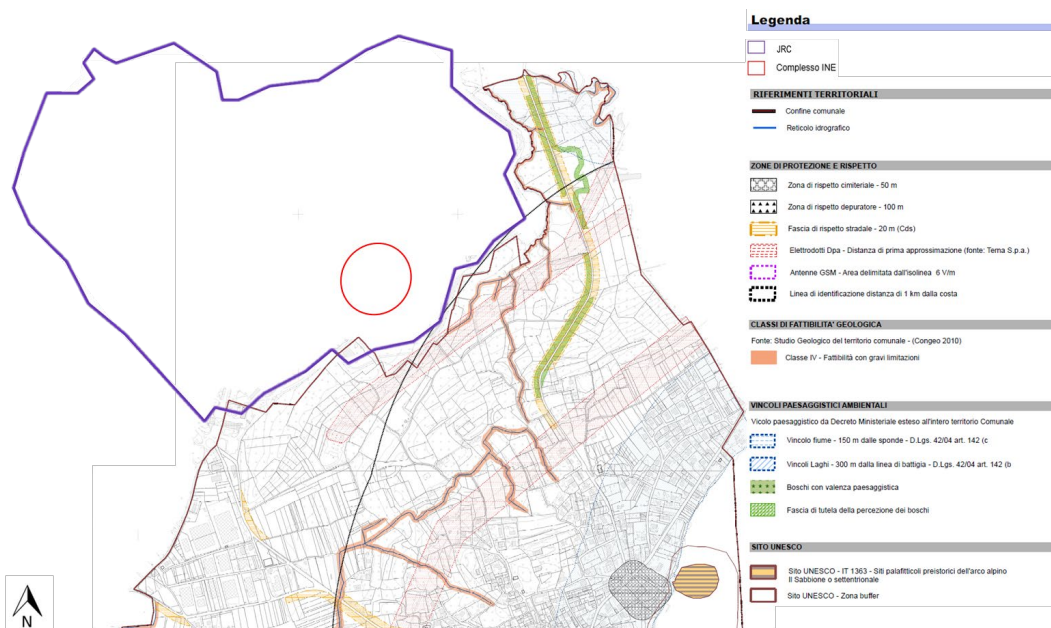 Legenda
JRC
Complesso INE
RIFERIMENTI TERRITORIALI
Confine comunale
Reticolo idrografico
ZONE DI PROTEZIONE E RISPETTO
Zona di rispetto cimiteriale - 50 m
Zona di rispetto depuratore - 100 m
Fascia di rispetto stradale - 20 m (Cds)
Elettrodotti Dpa - Distanza di prima approssimazione (fonte: Terna S.p.a.)
Antenne GSM - Area delimitata dall'isolinea 6 V/m
Linea di identificazione distanza di 1 km dalla costa
CLASSI DI FATTIBILITA' GEOLOGICA
Fonte: Studio Geologico del territorio comunale - (Congeo 2010)
Classe IV - Fattibilità con gravi limitazioni
VINCOLI PAESAGGISTICI AMBIENTALI
Vicolo paesaggistico da Decreto Ministeriale esteso all'intero territorio Comunale
Vincolo fiume - 150 m dalle sponde - D.Lgs. 42/04 art. 142 (c
Vincoli Laghi - 300 m dalla linea di battigia - D.Lgs. 42/04 art. 142 (b
Boschi con valenza paesaggistica
Fascia di tutela della percezione dei boschi
SITO UNESCO
Sito UNESCO - IT 1363 - Siti palafitticoli preistorici dell'arco alpino
Il Sabbione o settentrionale
Sito UNESCO - Zona buffer
N